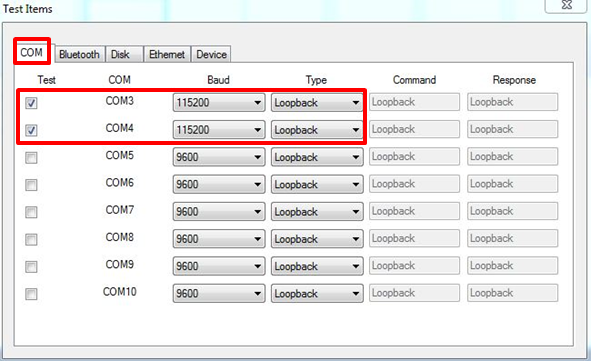 Test Items
COM Bluetooth Disk Ethernet Device
Test COM Baud Type Command Response
COM3 115200 Loopback Loopback Loopback
COM4 115200 Loopback Loopback Loopback
COM5 9600 Loopback Loopback Loopback
COM6 9600 Loopback Loopback Loopback
COM7 9600 Loopback Loopback Loopback
COM8 9600 Loopback Loopback Loopback
COM9 9600 Loopback Loopback Loopback
COM10 9600 Loopback Loopback Loopback